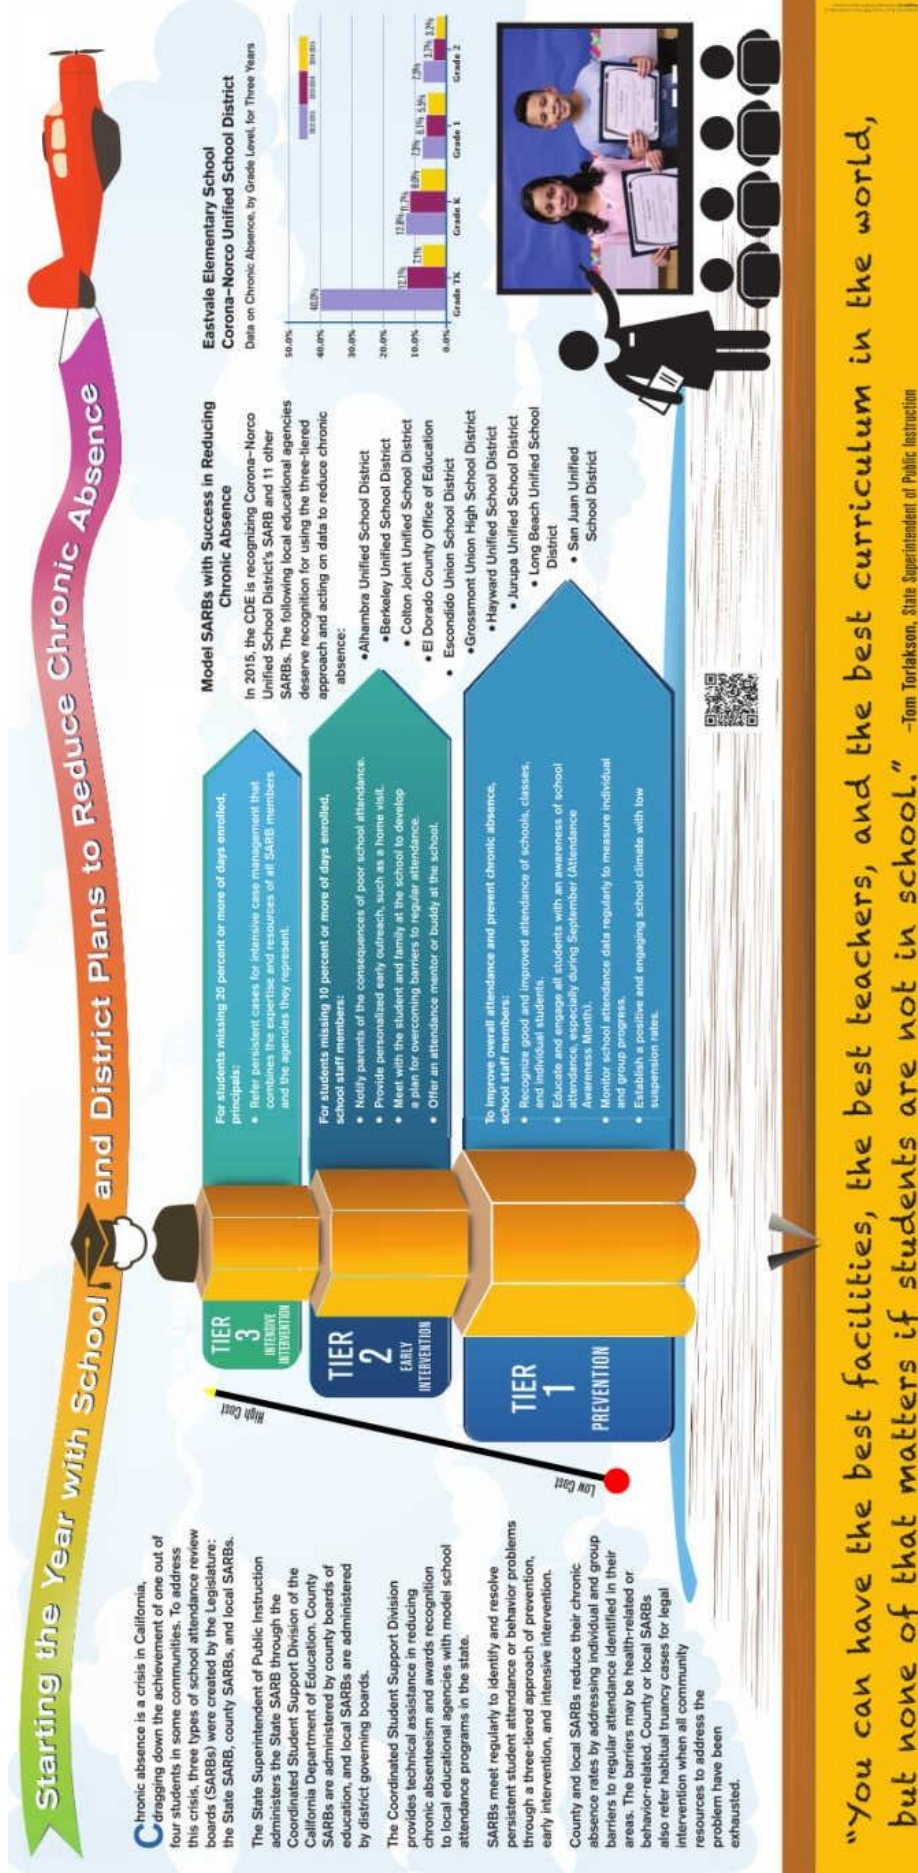 Starting the Year with School and District Plans to Reduce Chronic Absence
Chronic absence is a crisis in California,
dragging down the achievement of one out of
four students in some communities. To address
this crisis, three types of school attendance review
boards (SARBs) were created by the Legislature:
the State SARB, county SARBs, and local SARBs.
The State Superintendent of Public Instruction
administers the State SARB through the
Coordinated Student Support Division of the
California Department of Education. County
SARBs are administered by county boards of
education, and local SARBs are administered
by district governing boards.
The Coordinated Student Support Division
provides technical assistance in reducing
chronic absenteeism and awards recognition
to local educational agencies with model school
attendance programs in the state.
SARBs meet regularly to identify and resolve
persistent student attendance or behavior problems
through a three-tiered approach of prevention,
early intervention, and intensive intervention.
County and local SARBs reduce their chronic
absence rates by addressing individual and group
barriers to regular attendance identified in their
areas. The barriers may be health-related or
behavior-related. County or local SARBs
also refer habitual truancy cases for legal
intervention when all community
resources to address the
problem have been
exhausted.
High Cost
Low Cost
TIER
3
INTENSIVE
INTERVENTION
For students missing 20 percent or more of days enrolled,
principals:
• Refer persistent cases for intensive case management that
combines the expertise and resources of all SARB members
and the agencies they represent.
TIER
2
EARLY
INTERVENTION
For students missing 10 percent or more of days enrolled,
school staff members:
• Notify parents of the consequences of poor school attendance.
• Provide personalized early outreach, such as a home visit.
• Meet with the student and family at the school to develop
a plan for overcoming barriers to regular attendance.
• Offer an attendance mentor or buddy at the school.
TIER
1
PREVENTION
To improve overall attendance and prevent chronic absence,
school staff members:
• Recognize good and improved attendance of schools, classes,
and individual students.
• Educate and engage all students with an awareness of school
attendance, especially during September (Attendance
Awareness Month).
• Monitor school attendance data regularly to measure individual
and group progress.
• Establish a positive and engaging school climate with low
suspension rates.
Model SARBs with Success in Reducing
Chronic Absence
In 2015, the CDE is recognizing Corona–Norco
Unified School District's SARB and 11 other
SARBs. The following local educational agencies
deserve recognition for using the three-tiered
approach and acting on data to reduce chronic
absence:
• Alhambra Unified School District
• Berkeley Unified School District
• Colton Joint Unified School District
• El Dorado County Office of Education
• Escondido Union School District
• Grossmont Union High School District
• Hayward Unified School District
• Jurupa Unified School District
• Long Beach Unified School
District
• San Juan Unified
School District
Eastvale Elementary School
Corona–Norco Unified School District
Data on Chronic Absence, by Grade Level, for Three Years
50.0%
40.0%
30.0%
20.0%
10.0%
0.0%
40.0% 12.1% 7.1%
12.8% 11.7% 8.0%
7.3% 8.1% 5.5%
7.3% 3.7% 3.2%
Grade TK Grade K Grade 1 Grade 2
"You can have the best facilities, the best teachers, and the best curriculum in the world,
but none of that matters if students are not in school."
–Tom Torlakson, State Superintendent of Public Instruction